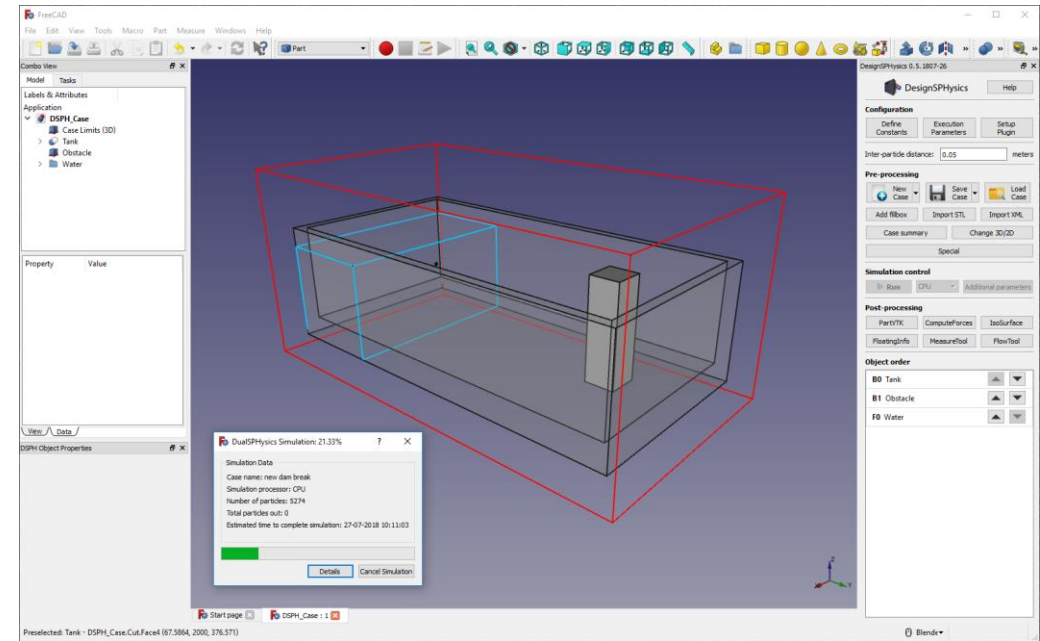 FreeCAD
File Edit View Tools Macro Part Measure Windows Help
Part
Combo View
Model Tasks
Labels & Attributes
Application
DSPH_Case
Case Limits (3D)
Tank
Obstacle
Water
Property Value
View Data
DSPH Object Properties
DualSPHysics Simulation: 21.33% ?
Simulation Data
Case name: new dam break
Simulation processor: CPU
Number of particles: 5274
Total particles out: 0
Estimated time to complete simulation: 27-07-2018 10:11:03
Details Cancel Simulation
z
y
Start page DSPH_Case : 1
Preselected: Tank - DSPH_Case.Cut.Face4 (67.5864, 2000, 376.571)
Blender
DesignSPHysics 0.5.1807-26
DesignSPHysics Help
Configuration
Define Constants Execution Parameters Setup Plugin
Inter-particle distance: 0.05 meters
Pre-processing
New Case Save Case Load Case
Add fillbox Import STL Import XML
Case summary Change 3D/2D
Special
Simulation control
Run CPU Additional parameters
Post-processing
PartVTK ComputeForces IsoSurface
FloatingInfo MeasureTool FlowTool
Object order
B0 Tank
B1 Obstacle
F0 Water